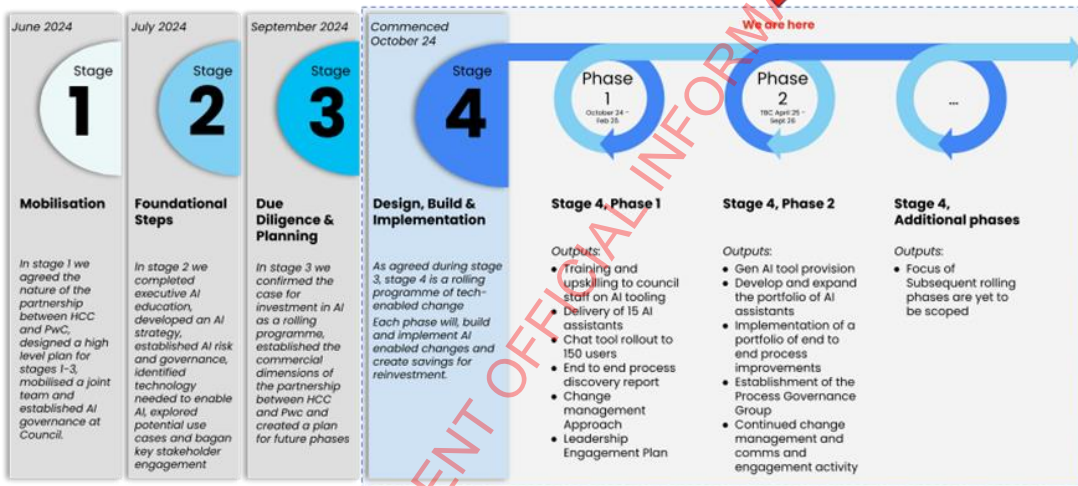 June 2024
Stage
1
Mobilisation
In stage 1 we
agreed the
nature of the
partnership
between HCC
and PwC,
designed a high
level plan for
stages 1-3,
mobilised a joint
team and
established AI
governance at
Council.
July 2024
Stage
2
Foundational
Steps
In stage 2 we
completed
executive AI
education,
developed an AI
strategy,
established AI risk
and governance,
identified
technology
needed to enable
AI, explored
potential use
cases and bagan
key stakeholder
engagement
September 2024
Stage
3
Due
Diligence &
Planning
In stage 3 we
confirmed the
case for
investment in AI
as a rolling
programme,
established the
commercial
dimensions of
the partnership
between HCC
and Pwc and
created a plan
for future phases
Commenced
October 24
Stage
4
Design, Build &
Implementation
As agreed during stage
3, stage 4 is a rolling
programme of tech-
enabled change
Each phase will, build
and implement AI
enabled changes and
create savings for
reinvestment.
We are here
Phase
1
October 24 -
Feb 25
Stage 4, Phase 1
Outputs:
• Training and
upskilling to council
staff on AI tooling
• Delivery of 15 AI
assistants
• Chat tool rollout to
150 users
• End to end process
discovery report
• Change
management
Approach
• Leadership
Engagement Plan
Phase
2
TBC April 25 -
Sept 26
Stage 4, Phase 2
Outputs:
• Gen AI tool provision
• Develop and expand
the portfolio of AI
assistants
• Implementation of a
portfolio of end to
end process
improvements
• Establishment of the
Process Governance
Group
• Continued change
management and
comms and
engagement activity
...
Stage 4,
Additional phases
Outputs:
• Focus of
Subsequent rolling
phases are yet to
be scoped
OFFICIAL